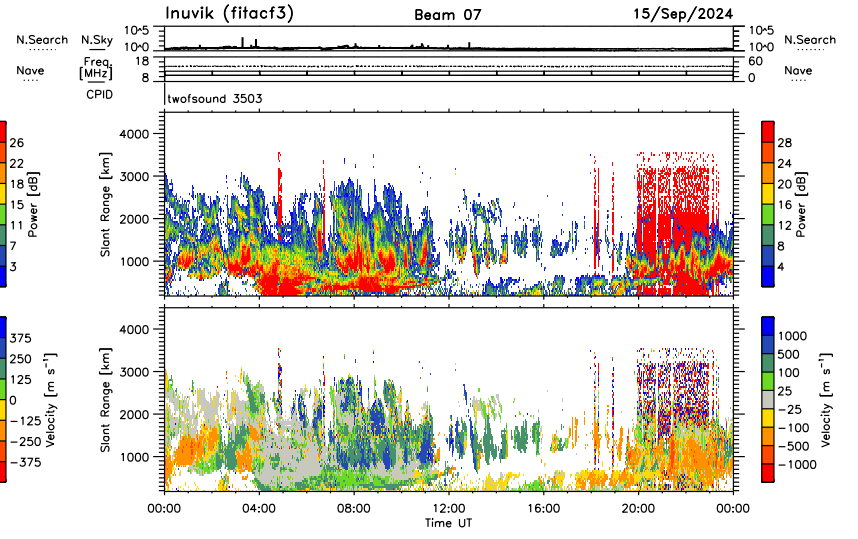 Inuvik (fitacf3) Beam 07 15/Sep/2024
N.Search N.Sky 10^5 10^0 10^5 10^0 N.Search
Nave Freq. [MHz] 18 8 60 0 Nave
CPID twofsound 3503
Slant Range [km] 4000 3000 2000 1000
Power [dB] 26 22 18 15 11 7 3
Power [dB] 28 24 20 16 12 8 4
Slant Range [km] 4000 3000 2000 1000
Velocity [m s⁻¹] 375 250 125 0 −125 −250 −375
Velocity [m s⁻¹] 1000 500 100 25 −25 −100 −500 −1000
00:00 04:00 08:00 12:00 16:00 20:00 00:00
Time UT